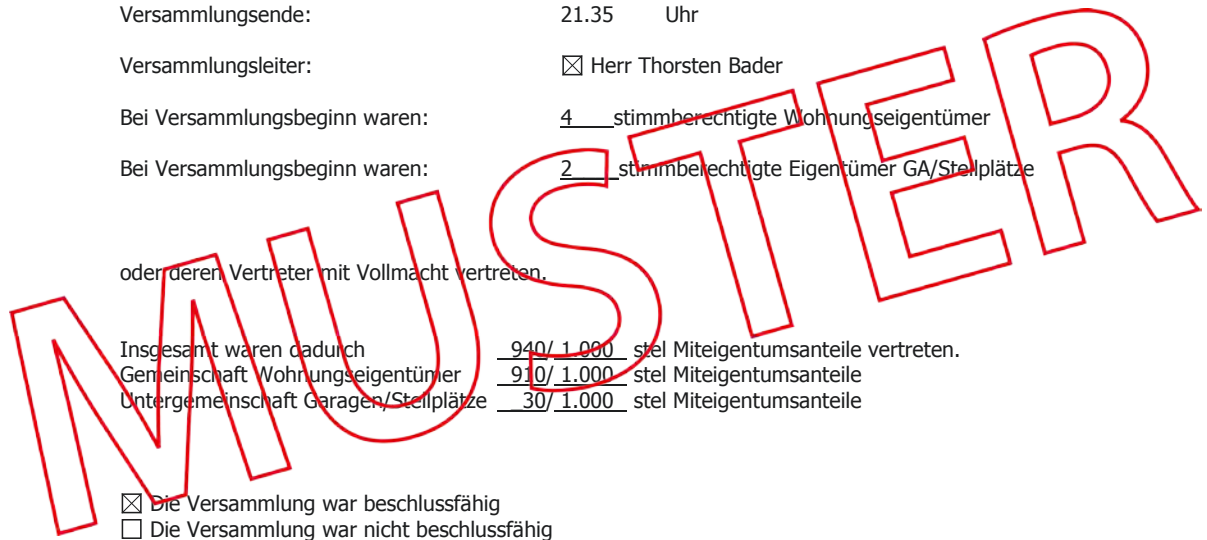 Versammlungsende: 21.35 Uhr
Versammlungsleiter: ☒ Herr Thorsten Bader
Bei Versammlungsbeginn waren: 4 stimmberechtigte Wohnungseigentümer
Bei Versammlungsbeginn waren: 2 stimmberechtigte Eigentümer GA/Stellplätze
oder deren Vertreter mit Vollmacht vertreten.
Insgesamt waren dadurch 940/ 1.000 stel Miteigentumsanteile vertreten.
Gemeinschaft Wohnungseigentümer 910/ 1.000 stel Miteigentumsanteile
Untergemeinschaft Garagen/Stellplätze 30/ 1.000 stel Miteigentumsanteile
☒ Die Versammlung war beschlussfähig
☐ Die Versammlung war nicht beschlussfähig
MUSTER